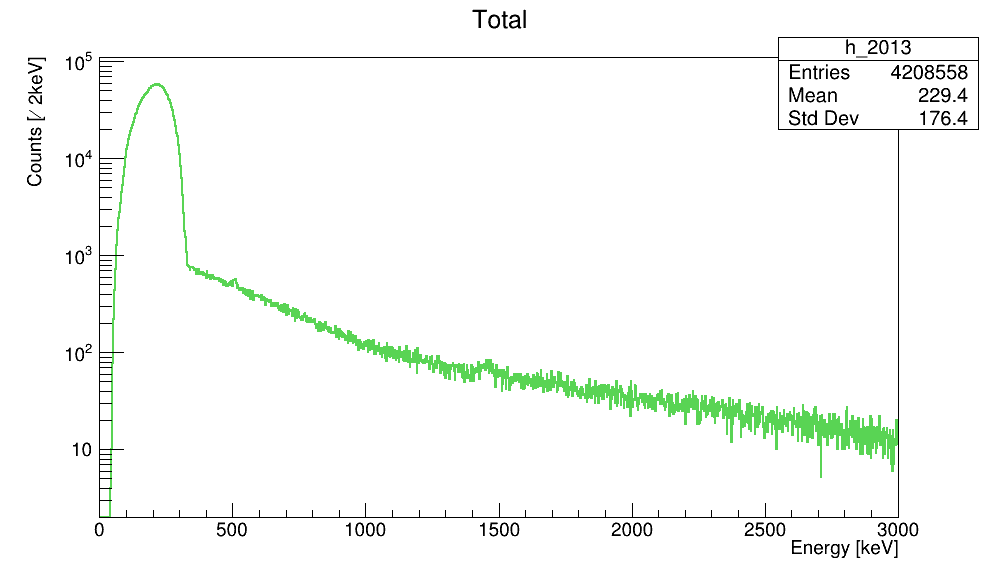 Total
h_2013
Entries 4208558
Mean 229.4
Std Dev 176.4
Counts [/ 2keV]
10^5
10^4
10^3
10^2
10
0 500 1000 1500 2000 2500 3000
Energy [keV]